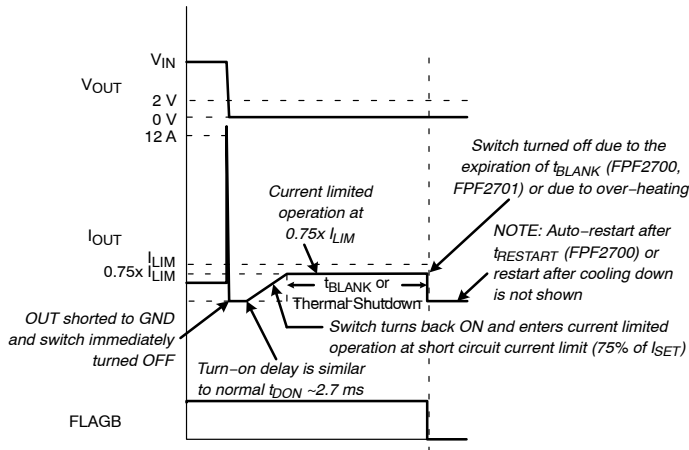 VIN
VOUT
2 V
0 V
12 A
Switch turned off due to the
expiration of tBLANK (FPF2700,
FPF2701) or due to over−heating
Current limited
operation at
0.75x ILIM
NOTE: Auto−restart after
tRESTART (FPF2700) or
restart after cooling down
is not shown
IOUT
ILIM
0.75x ILIM
tBLANK or
Thermal Shutdown
OUT shorted to GND
and switch immediately
turned OFF
Switch turns back ON and enters current limited
operation at short circuit current limit (75% of ISET)
Turn−on delay is similar
to normal tDON ~2.7 ms
FLAGB